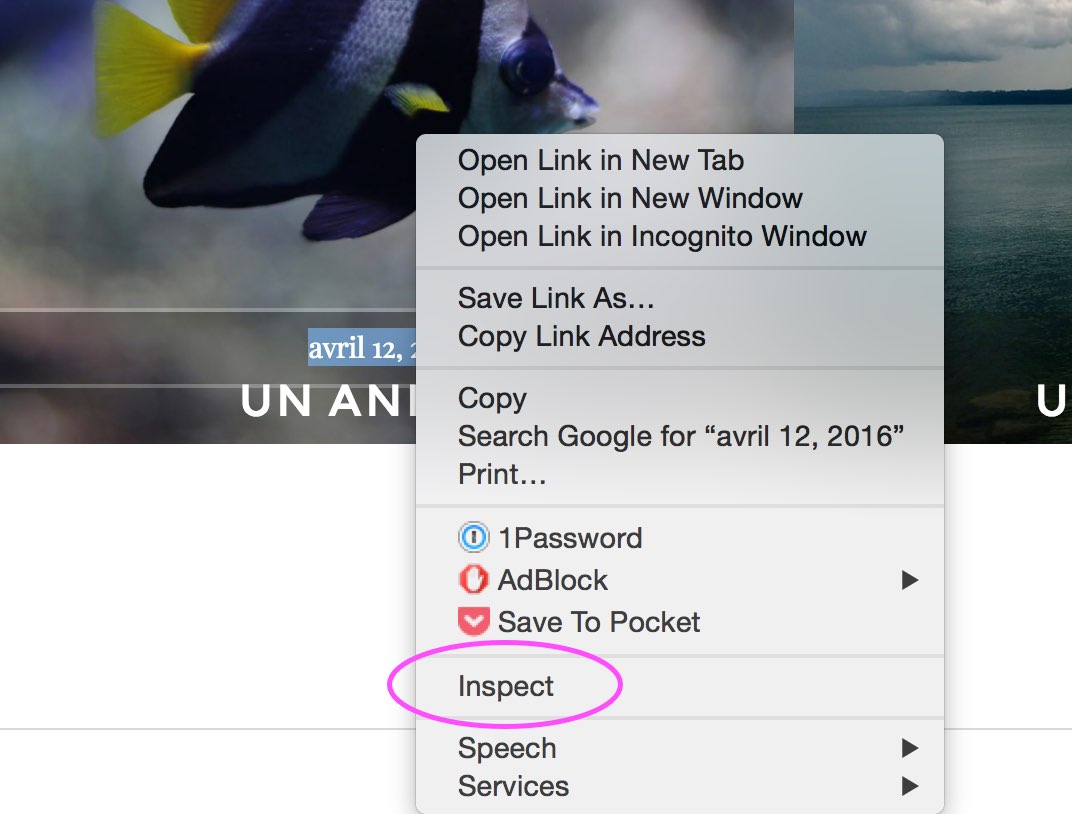 Open Link in New Tab
Open Link in New Window
Open Link in Incognito Window
Save Link As…
Copy Link Address
avril 12, 2
UN ANI
U
Copy
Search Google for “avril 12, 2016”
Print…
1Password
AdBlock
Save To Pocket
Inspect
Speech
Services